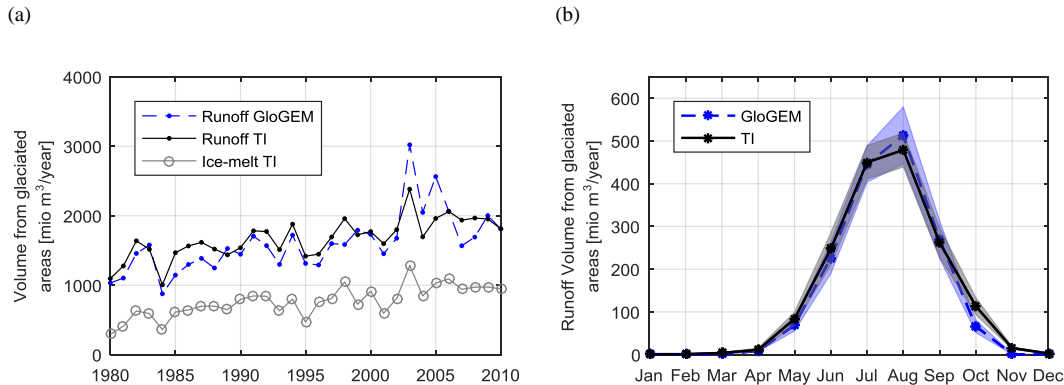 (a)
Volume from glaciated
areas [mio m³/year]
4000
3000
2000
1000
0
Runoff GloGEM
Runoff TI
Ice-melt TI
1980 1985 1990 1995 2000 2005 2010
(b)
Runoff Volume from glaciated
areas [mio m³/year]
600
500
400
300
200
100
0
GloGEM
TI
Jan Feb Mar Apr May Jun Jul Aug Sep Oct Nov Dec